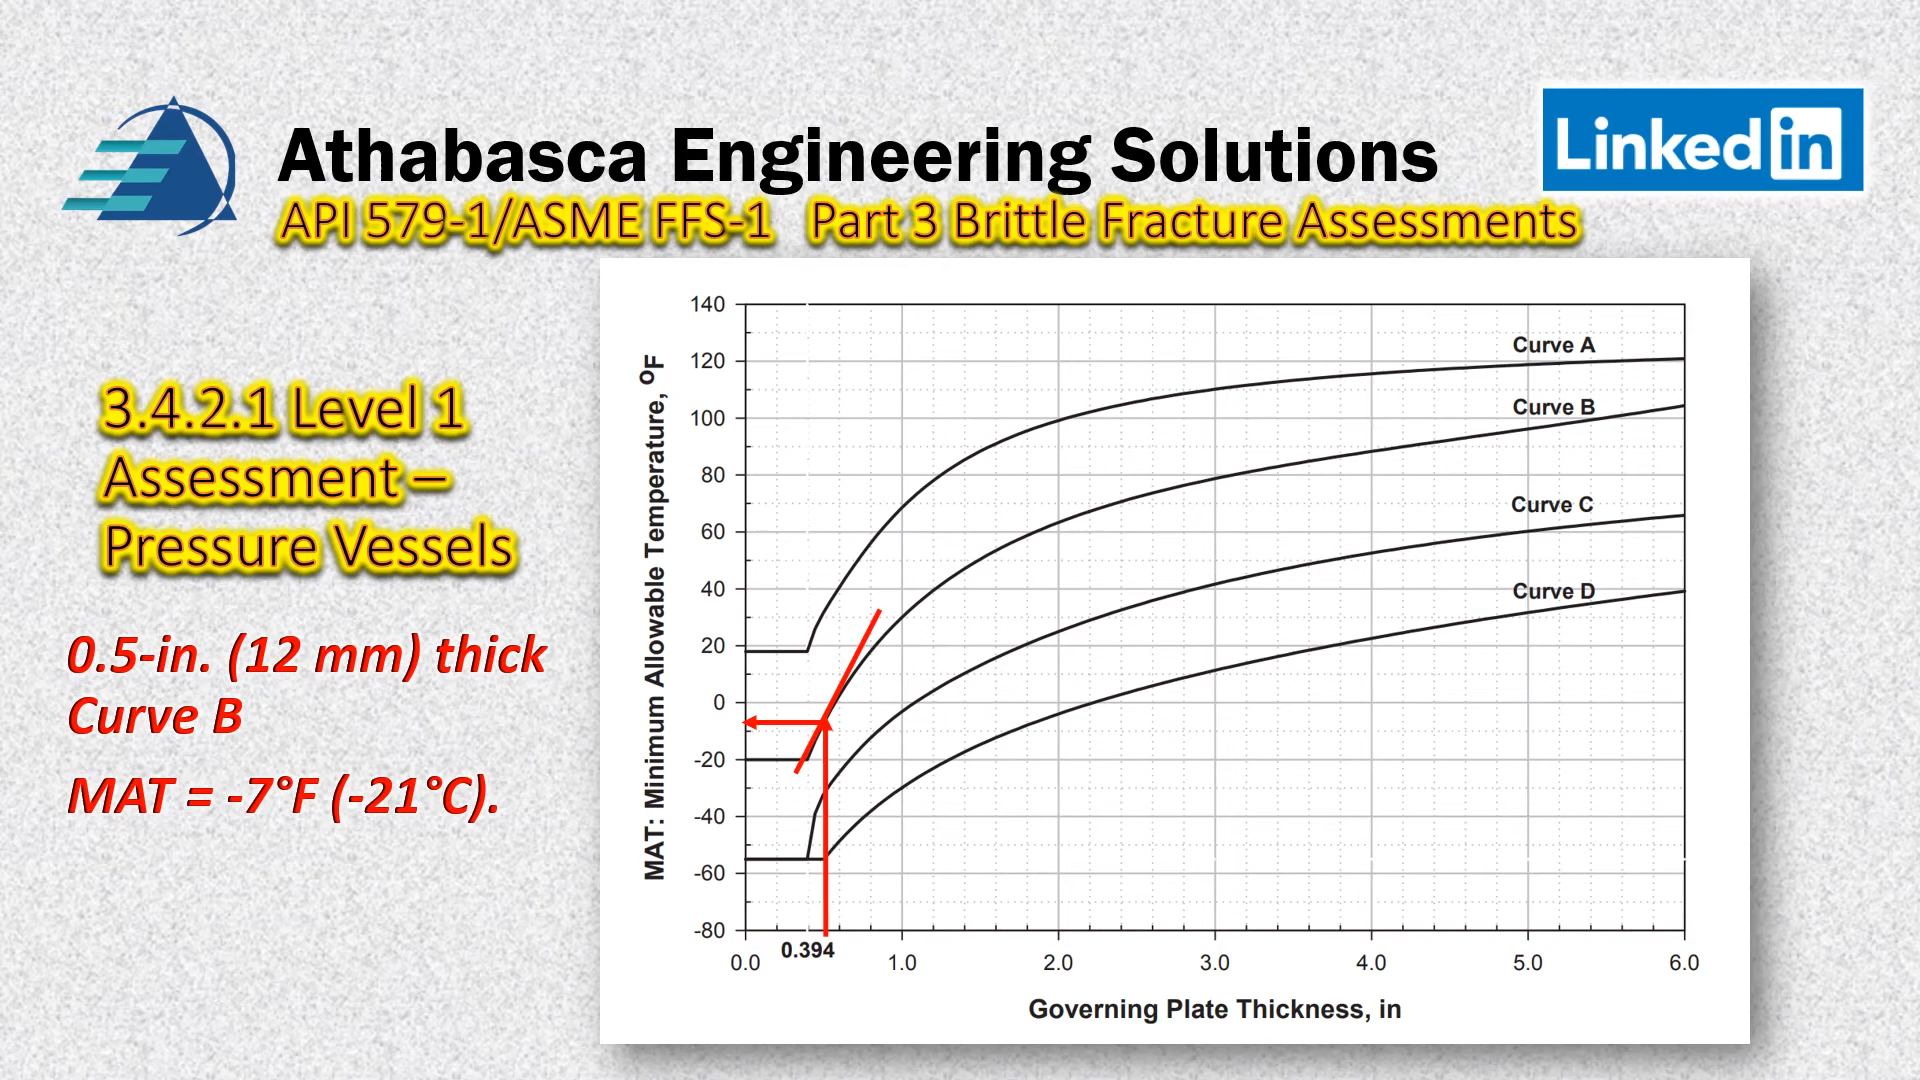 Athabasca Engineering Solutions
Linked in
API 579-1/ASME FFS-1 Part 3 Brittle Fracture Assessments
3.4.2.1 Level 1
Assessment –
Pressure Vessels
0.5-in. (12 mm) thick
Curve B
MAT = -7°F (-21°C).
MAT: Minimum Allowable Temperature, ºF
140
120
100
80
60
40
20
0
-20
-40
-60
-80
Curve A
Curve B
Curve C
Curve D
0.394
0.0 1.0 2.0 3.0 4.0 5.0 6.0
Governing Plate Thickness, in